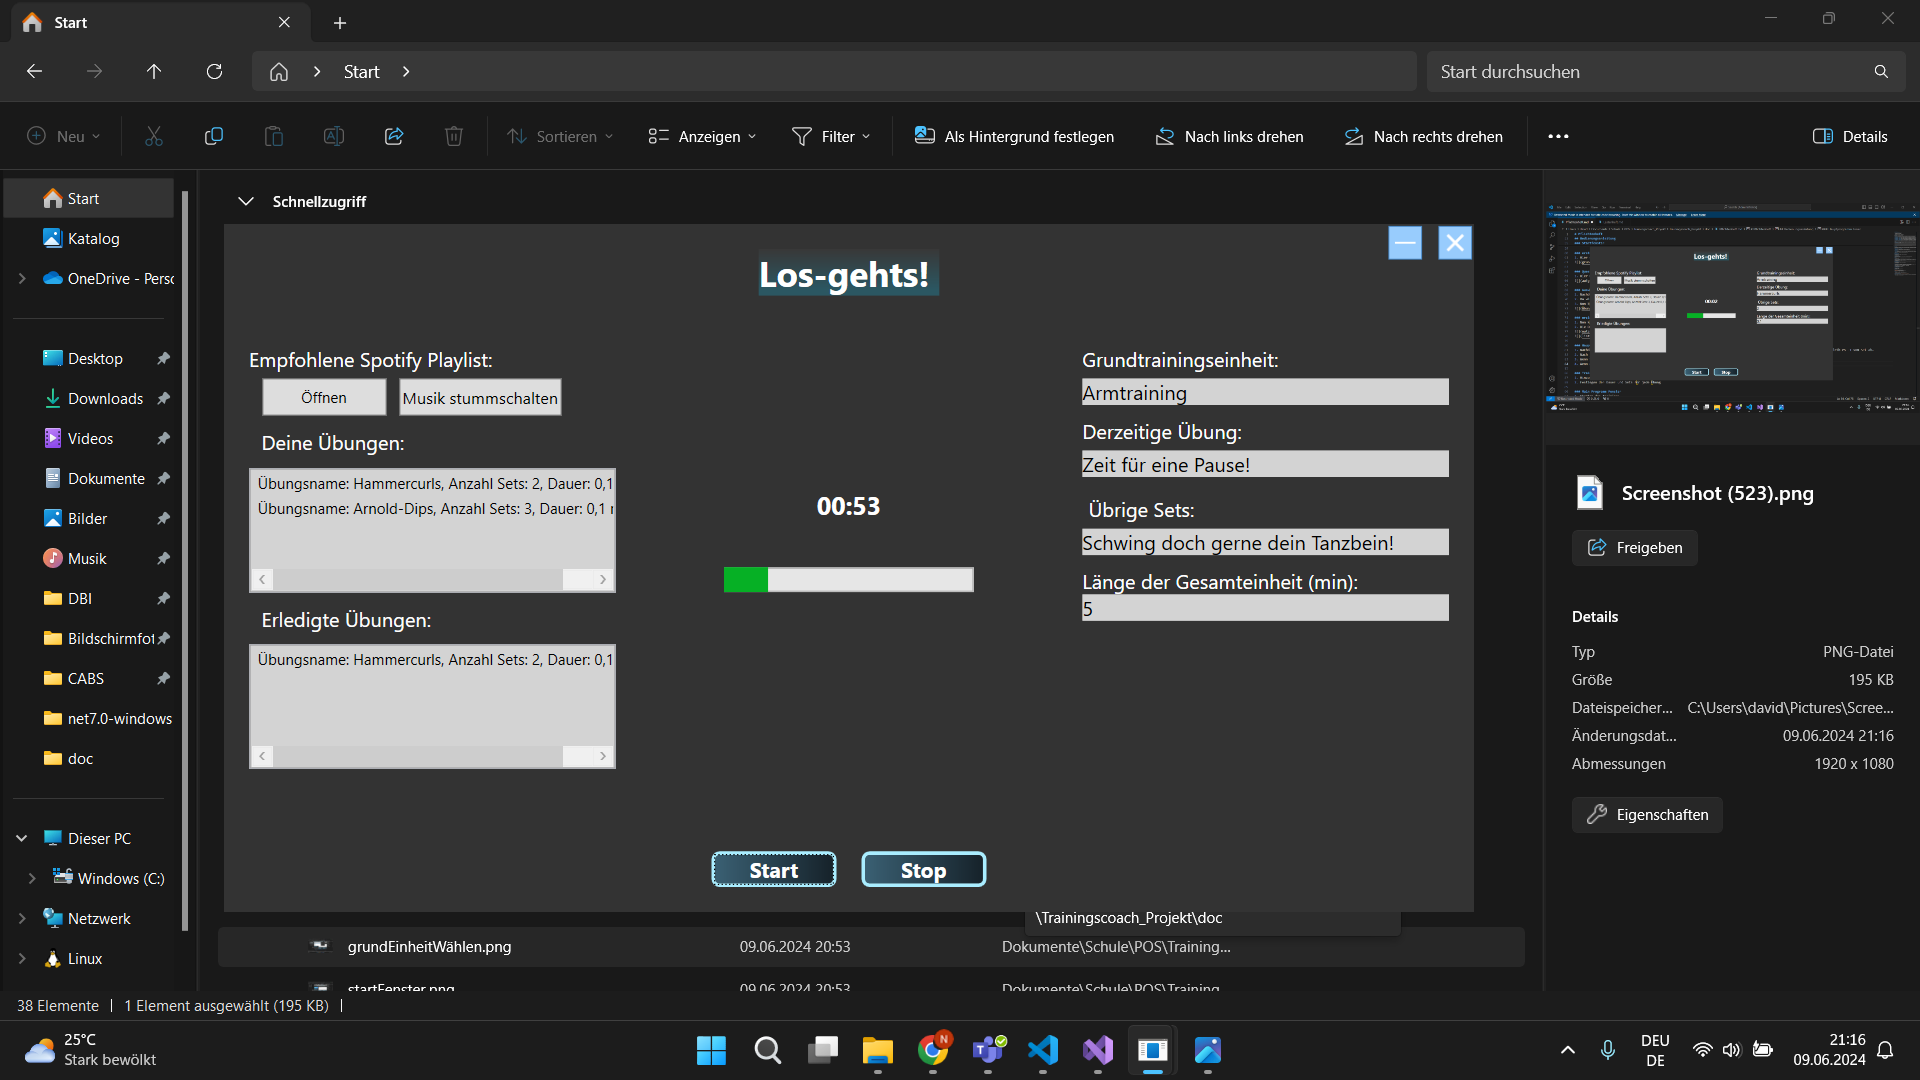 Start
Start
Start durchsuchen
Neu
Sortieren
Anzeigen
Filter
Als Hintergrund festlegen
Nach links drehen
Nach rechts drehen
Details
Start
Katalog
OneDrive - Persc
Desktop
Downloads
Videos
Dokumente
Bilder
Musik
DBI
Bildschirmfot
CABS
net7.0-windows
doc
Dieser PC
Windows (C:)
Netzwerk
Linux
Schnellzugriff
Los-gehts!
Empfohlene Spotify Playlist:
Öffnen
Musik stummschalten
Deine Übungen:
Übungsname: Hammercurls, Anzahl Sets: 2, Dauer: 0,1
Übungsname: Arnold-Dips, Anzahl Sets: 3, Dauer: 0,1
Erledigte Übungen:
Übungsname: Hammercurls, Anzahl Sets: 2, Dauer: 0,1
00:53
Grundtrainingseinheit:
Armtraining
Derzeitige Übung:
Zeit für eine Pause!
Übrige Sets:
Schwing doch gerne dein Tanzbein!
Länge der Gesamteinheit (min):
5
Start
Stop
\Trainingscoach_Projekt\doc
grundEinheitWählen.png
09.06.2024 20:53
Dokumente\Schule\POS\Training...
startFenster.png
09.06.2024 20:53
Dokumente\Schule\POS\Training
Los-gehts!
Screenshot (523).png
Freigeben
Details
Typ
PNG-Datei
Größe
195 KB
Dateispeicher...
C:\Users\david\Pictures\Scree...
Änderungsdat...
09.06.2024 21:16
Abmessungen
1920 x 1080
Eigenschaften
38 Elemente
1 Element ausgewählt (195 KB)
25°C
Stark bewölkt
N
DEU
DE
21:16
09.06.2024